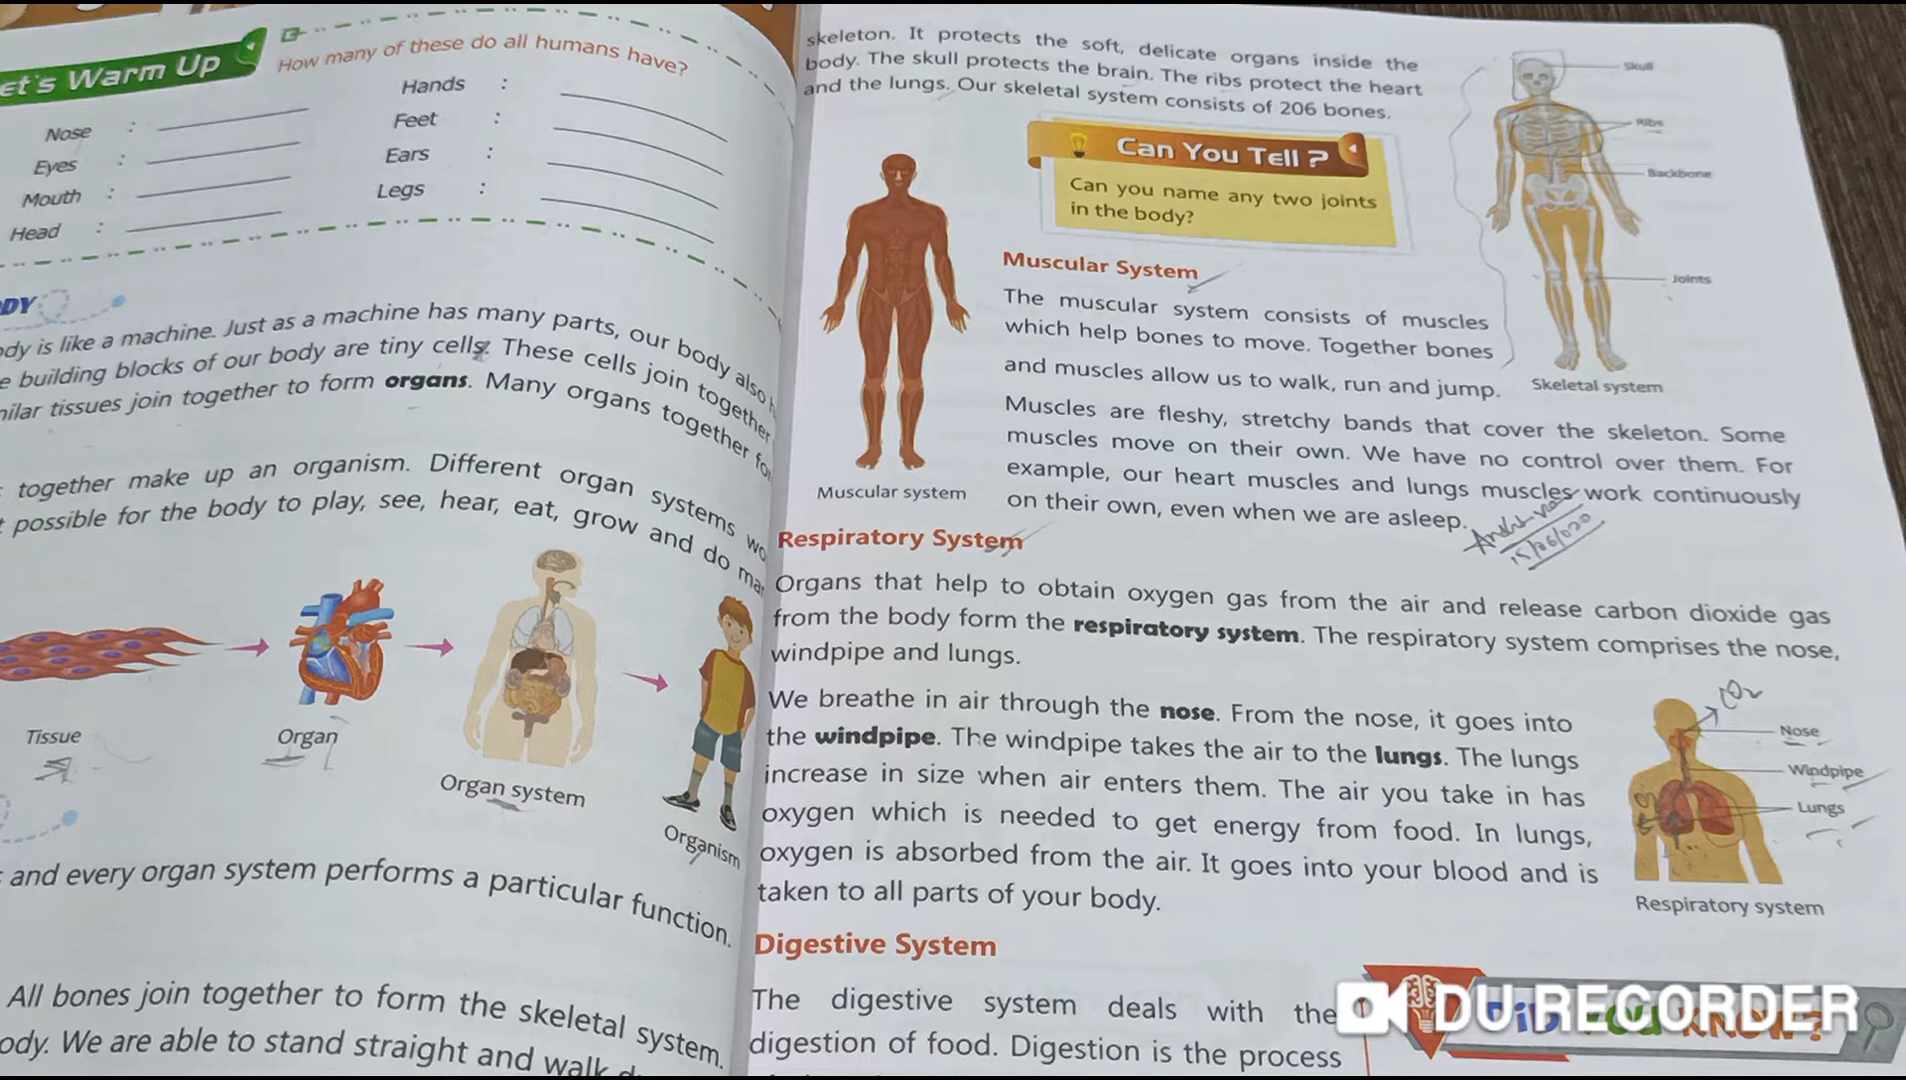 et's Warm Up
How many of these do all humans have?
Nose :
Eyes :
Mouth :
Head :
Hands :
Feet :
Ears :
Legs :
DY
ody is like a machine. Just as a machine has many parts, our body also
e building blocks of our body are tiny cells. These cells join together
milar tissues join together to form organs. Many organs together fo
together make up an organism. Different organ systems wo
t possible for the body to play, see, hear, eat, grow and do ma
Tissue
Organ
Organ system
Organism
and every organ system performs a particular function.
All bones join together to form the skeletal system.
ody. We are able to stand straight and walk d
skeleton. It protects the soft, delicate organs inside the
body. The skull protects the brain. The ribs protect the heart
and the lungs. Our skeletal system consists of 206 bones.
Can You Tell ?
Can you name any two joints
in the body?
Skull
Ribs
Backbone
Joints
Skeletal system
Muscular system
Muscular System
The muscular system consists of muscles
which help bones to move. Together bones
and muscles allow us to walk, run and jump.
Muscles are fleshy, stretchy bands that cover the skeleton. Some
muscles move on their own. We have no control over them. For
example, our heart muscles and lungs muscles work continuously
on their own, even when we are asleep.
15/06/020
Respiratory System
Organs that help to obtain oxygen gas from the air and release carbon dioxide gas
from the body form the respiratory system. The respiratory system comprises the nose,
windpipe and lungs.
We breathe in air through the nose. From the nose, it goes into
the windpipe. The windpipe takes the air to the lungs. The lungs
increase in size when air enters them. The air you take in has
oxygen which is needed to get energy from food. In lungs,
oxygen is absorbed from the air. It goes into your blood and is
taken to all parts of your body.
Nose
Windpipe
Lungs
Respiratory system
Digestive System
The digestive system deals with the
digestion of food. Digestion is the process
DiD YOU KNOW?
DU RECORDER